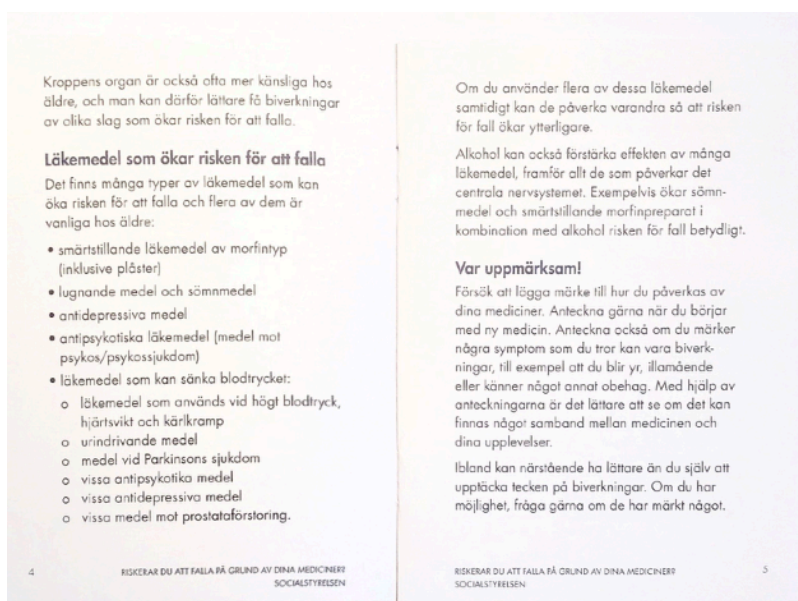 Kroppens organ är också ofta mer känsliga hos
äldre, och man kan därför lättare få biverkningar
av olika slag som ökar risken för att falla.
Läkemedel som ökar risken för att falla
Det finns många typer av läkemedel som kan
öka risken för att falla och flera av dem är
vanliga hos äldre:
• smärtstillande läkemedel av morfintyp
(inklusive plåster)
• lugnande medel och sömnmedel
• antidepressiva medel
• antipsykotiska läkemedel (medel mot
psykos/psykossjukdom)
• läkemedel som kan sänka blodtrycket:
o läkemedel som används vid högt blodtryck,
hjärtsvikt och kärlkramp
o urindrivande medel
o medel vid Parkinsons sjukdom
o vissa antipsykotika medel
o vissa antidepressiva medel
o vissa medel mot prostataförstoring.
4
RISKERAR DU ATT FALLA PÅ GRUND AV DINA MEDICINER?
SOCIALSTYRELSEN
Om du använder flera av dessa läkemedel
samtidigt kan de påverka varandra så att risken
för fall ökar ytterligare.
Alkohol kan också förstärka effekten av många
läkemedel, framför allt de som påverkar det
centrala nervsystemet. Exempelvis ökar sömn-
medel och smärtstillande morfinpreparat i
kombination med alkohol risken för fall betydligt.
Var uppmärksam!
Försök att lägga märke till hur du påverkas av
dina mediciner. Anteckna gärna när du börjar
med ny medicin. Anteckna också om du märker
några symptom som du tror kan vara biverk-
ningar, till exempel att du blir yr, illamående
eller känner något annat obehag. Med hjälp av
anteckningarna är det lättare att se om det kan
finnas något samband mellan medicinen och
dina upplevelser.
Ibland kan närstående ha lättare än du själv att
upptäcka tecken på biverkningar. Om du har
möjlighet, fråga gärna om de har märkt något.
RISKERAR DU ATT FALLA PÅ GRUND AV DINA MEDICINER?
SOCIALSTYRELSEN
5